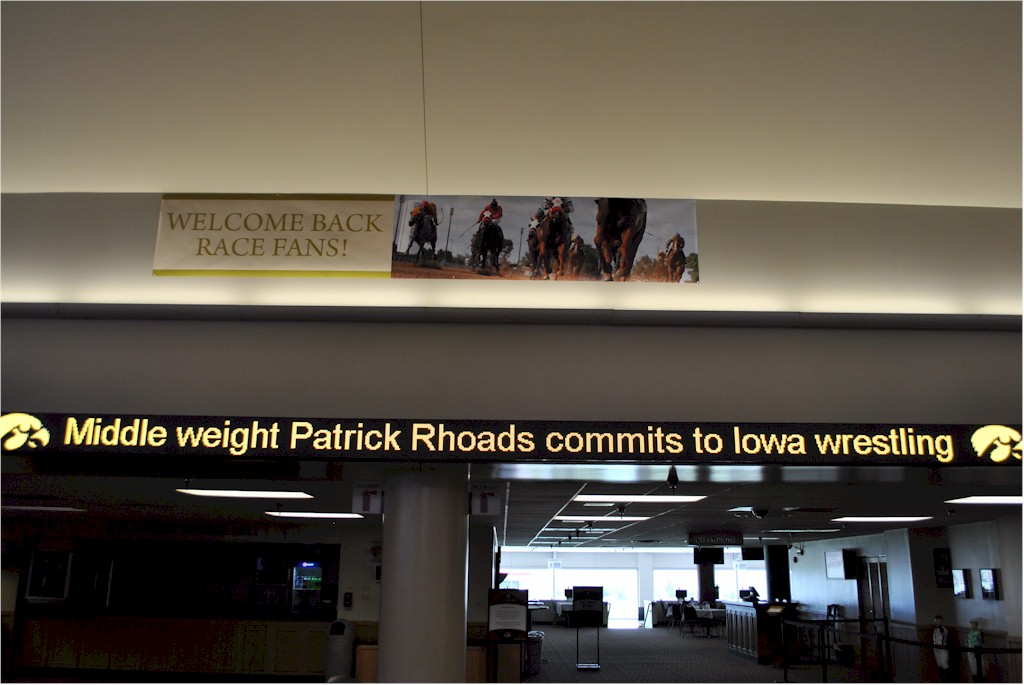 WELCOME BACK
RACE FANS!
Middle weight Patrick Rhoads commits to Iowa wrestling